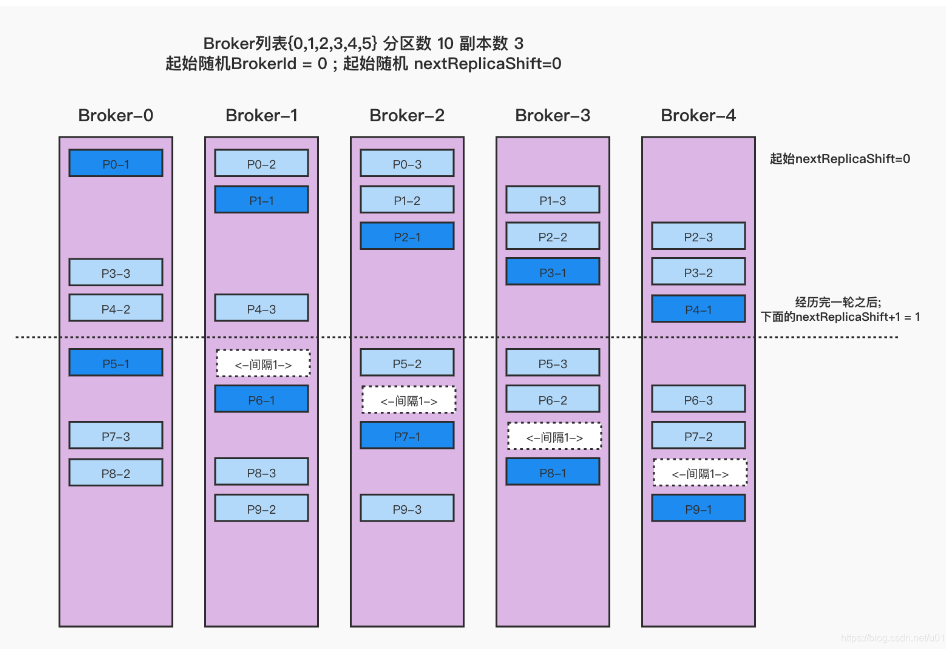 Broker列表{0,1,2,3,4,5} 分区数 10 副本数 3
起始随机BrokerId = 0 ; 起始随机 nextReplicaShift=0
Broker-0 Broker-1 Broker-2 Broker-3 Broker-4
P0-1 P0-2 P0-3 起始nextReplicaShift=0
P1-1 P1-2 P1-3
P2-1 P2-2 P2-3
P3-3 P3-1 P3-2
P4-2 P4-3 P4-1 经历完一轮之后;
下面的nextReplicaShift+1 = 1
P5-1 <-间隔1-> P5-2 P5-3
P6-1 <-间隔1-> P6-2 P6-3
P7-3 P7-1 <-间隔1-> P7-2
P8-2 P8-3 P8-1 <-间隔1->
P9-2 P9-3 P9-1
https://blog.csdn.net/u01